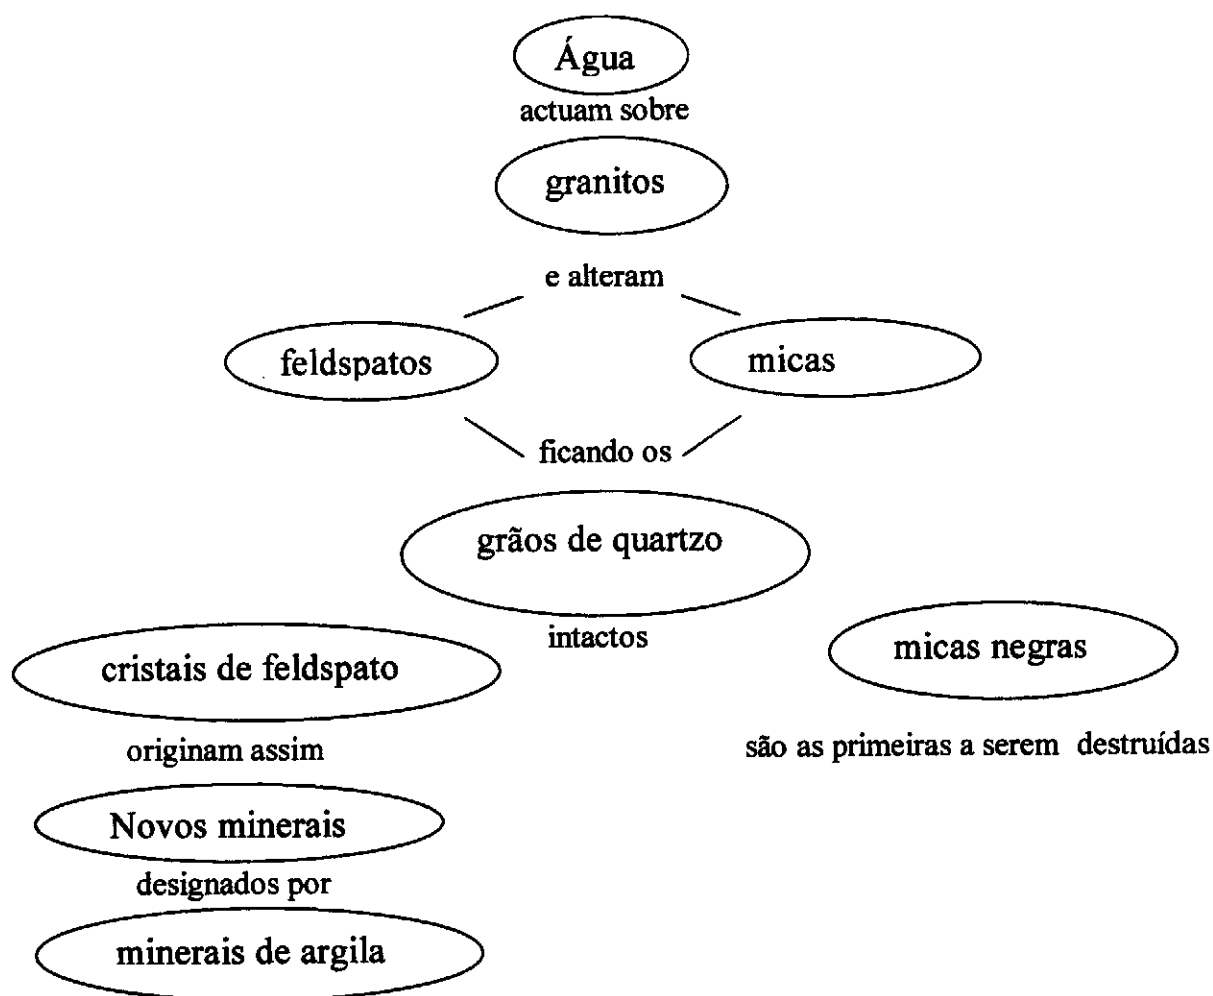 Água
actuam sobre
granitos
e alteram
feldspatos
micas
ficando os
grãos de quartzo
intactos
cristais de feldspato
micas negras
originam assim
são as primeiras a serem destruídas
Novos minerais
designados por
minerais de argila